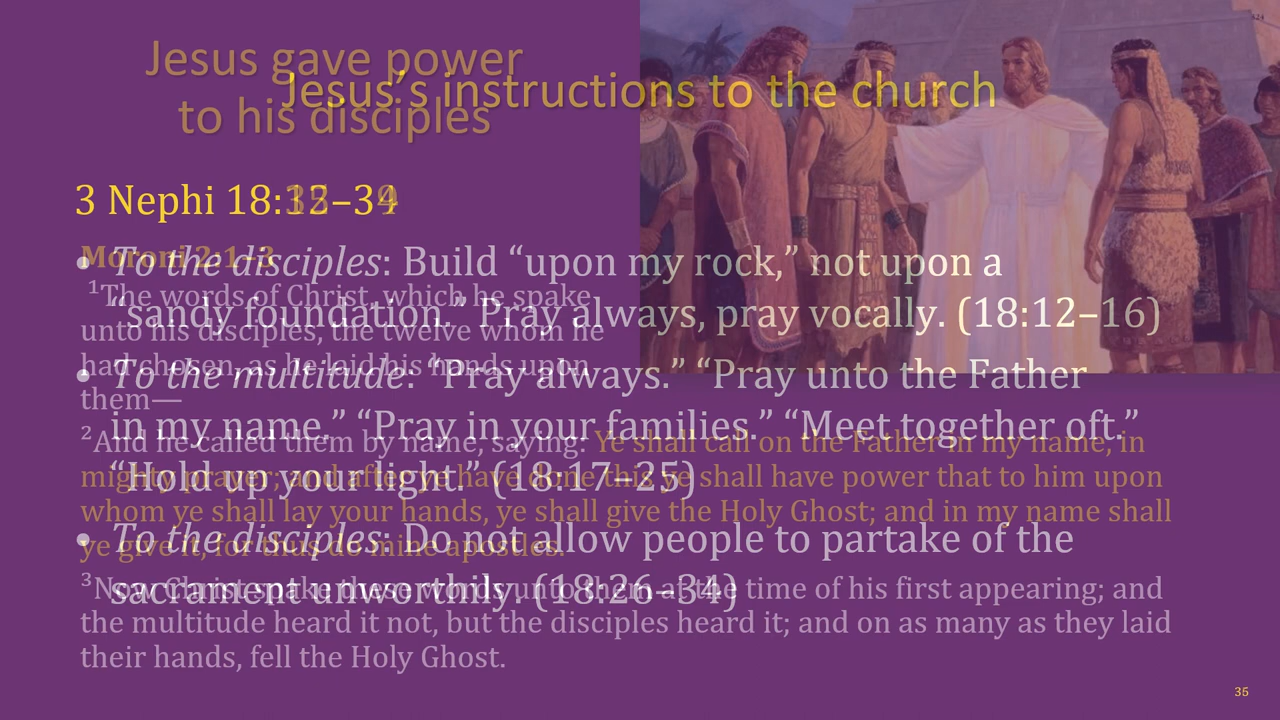 Jesus gave power
to his disciples
Jesus’s instructions to the church
3 Nephi 18:12–34
• To the disciples: Build “upon my rock,” not upon a
“sandy foundation.” Pray always, pray vocally. (18:12–16)
• To the multitude: “Pray always.” “Pray unto the Father
in my name.” “Pray in your families.” “Meet together oft.”
“Hold up your light.” (18:17–25)
• To the disciples: Do not allow people to partake of the
sacrament unworthily. (18:26–34)
Moroni 2:1–3
1The words of Christ, which he spake
unto his disciples, the twelve whom he
had chosen, as he laid his hands upon
them—
2And he called them by name, saying: Ye shall call on the Father in my name, in
mighty prayer; and after ye have done this ye shall have power that to him upon
whom ye shall lay your hands, ye shall give the Holy Ghost; and in my name shall
ye give it, for thus do mine apostles.
3Now Christ spake these words unto them at the time of his first appearing; and
the multitude heard it not, but the disciples heard it; and on as many as they laid
their hands, fell the Holy Ghost.
35